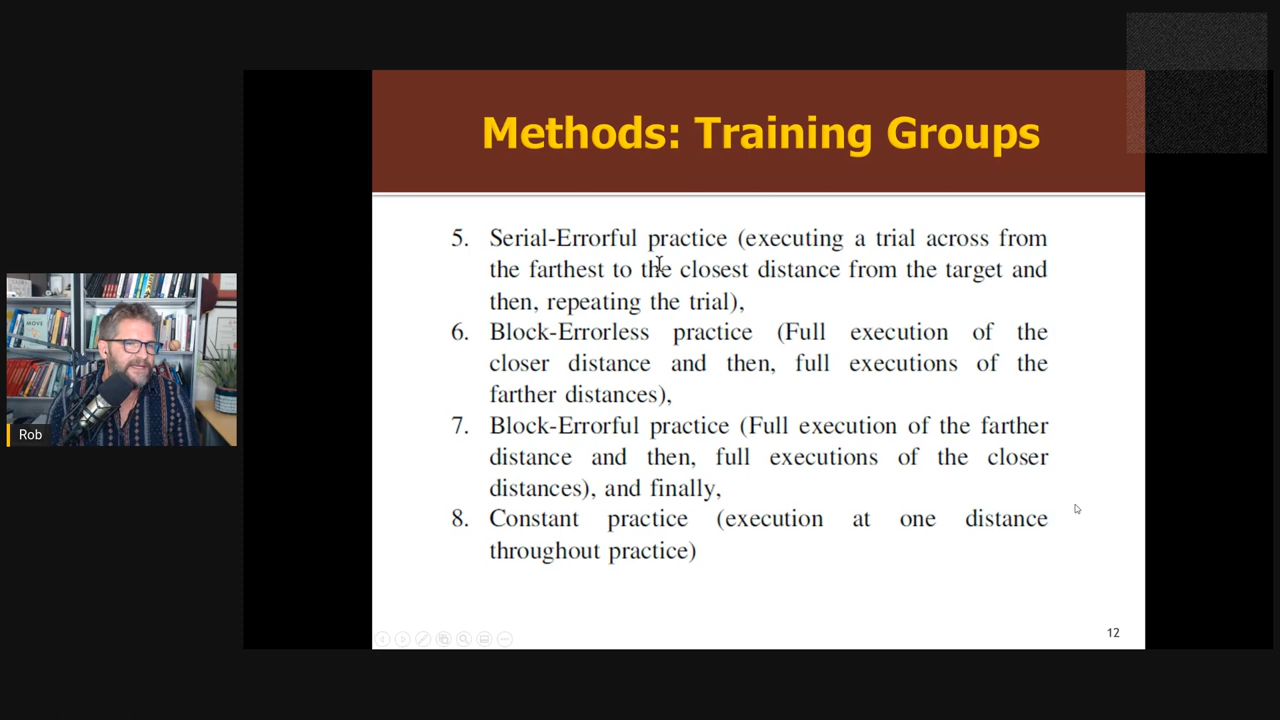 Methods: Training Groups
5. Serial-Errorful practice (executing a trial across from
the farthest to the closest distance from the target and
then, repeating the trial),
6. Block-Errorless practice (Full execution of the
closer distance and then, full executions of the
farther distances),
7. Block-Errorful practice (Full execution of the farther
distance and then, full executions of the closer
distances), and finally,
8. Constant practice (execution at one distance
throughout practice)
12
MOVE
Rob